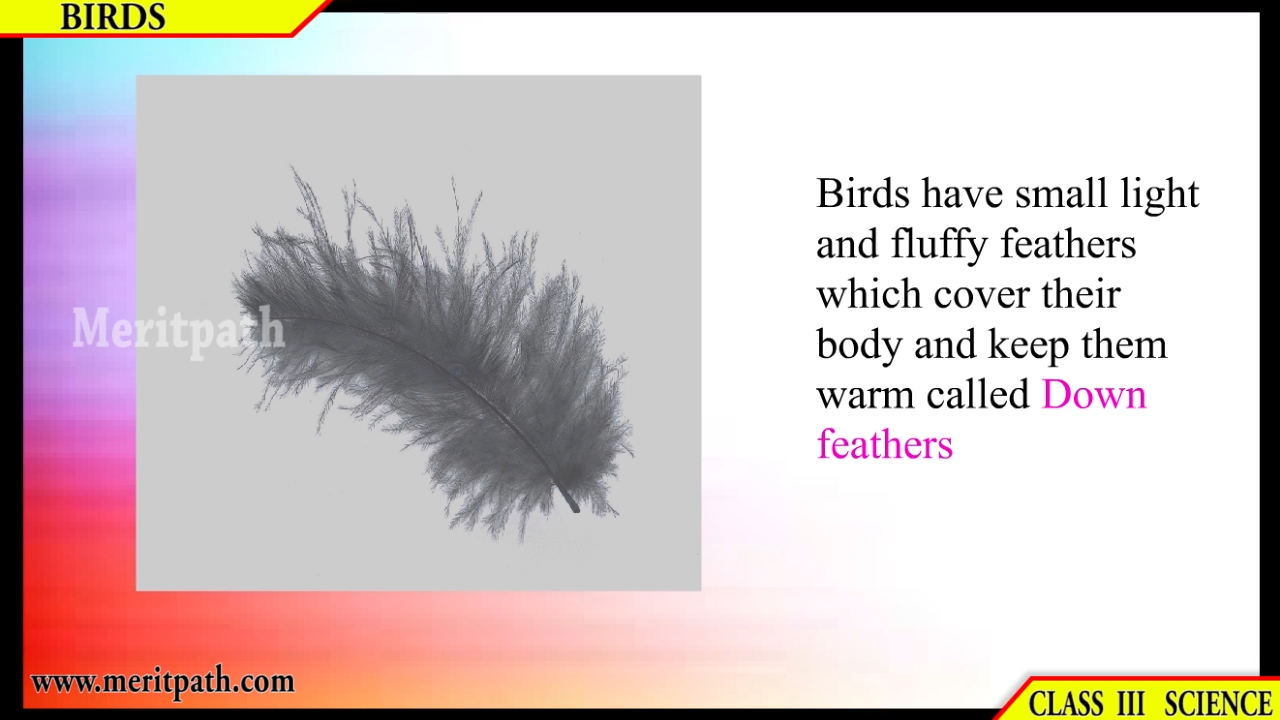 BIRDS
Meritpath
Birds have small light
and fluffy feathers
which cover their
body and keep them
warm called Down
feathers
www.meritpath.com
CLASS III SCIENCE